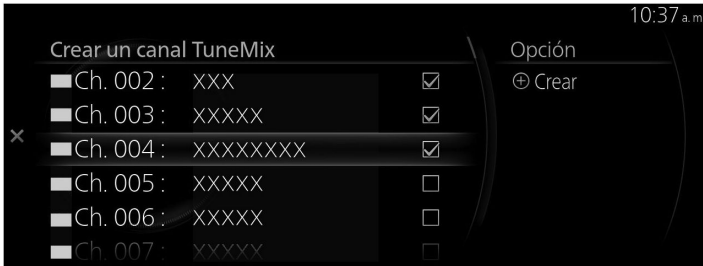 10:37 a.m
Crear un canal TuneMix
Ch. 002 : XXX
Ch. 003 : XXXXX
Ch. 004 : XXXXXXXX
Ch. 005 : XXXXX
Ch. 006 : XXXXX
Ch. 007 : XXXXX
Opción
Crear